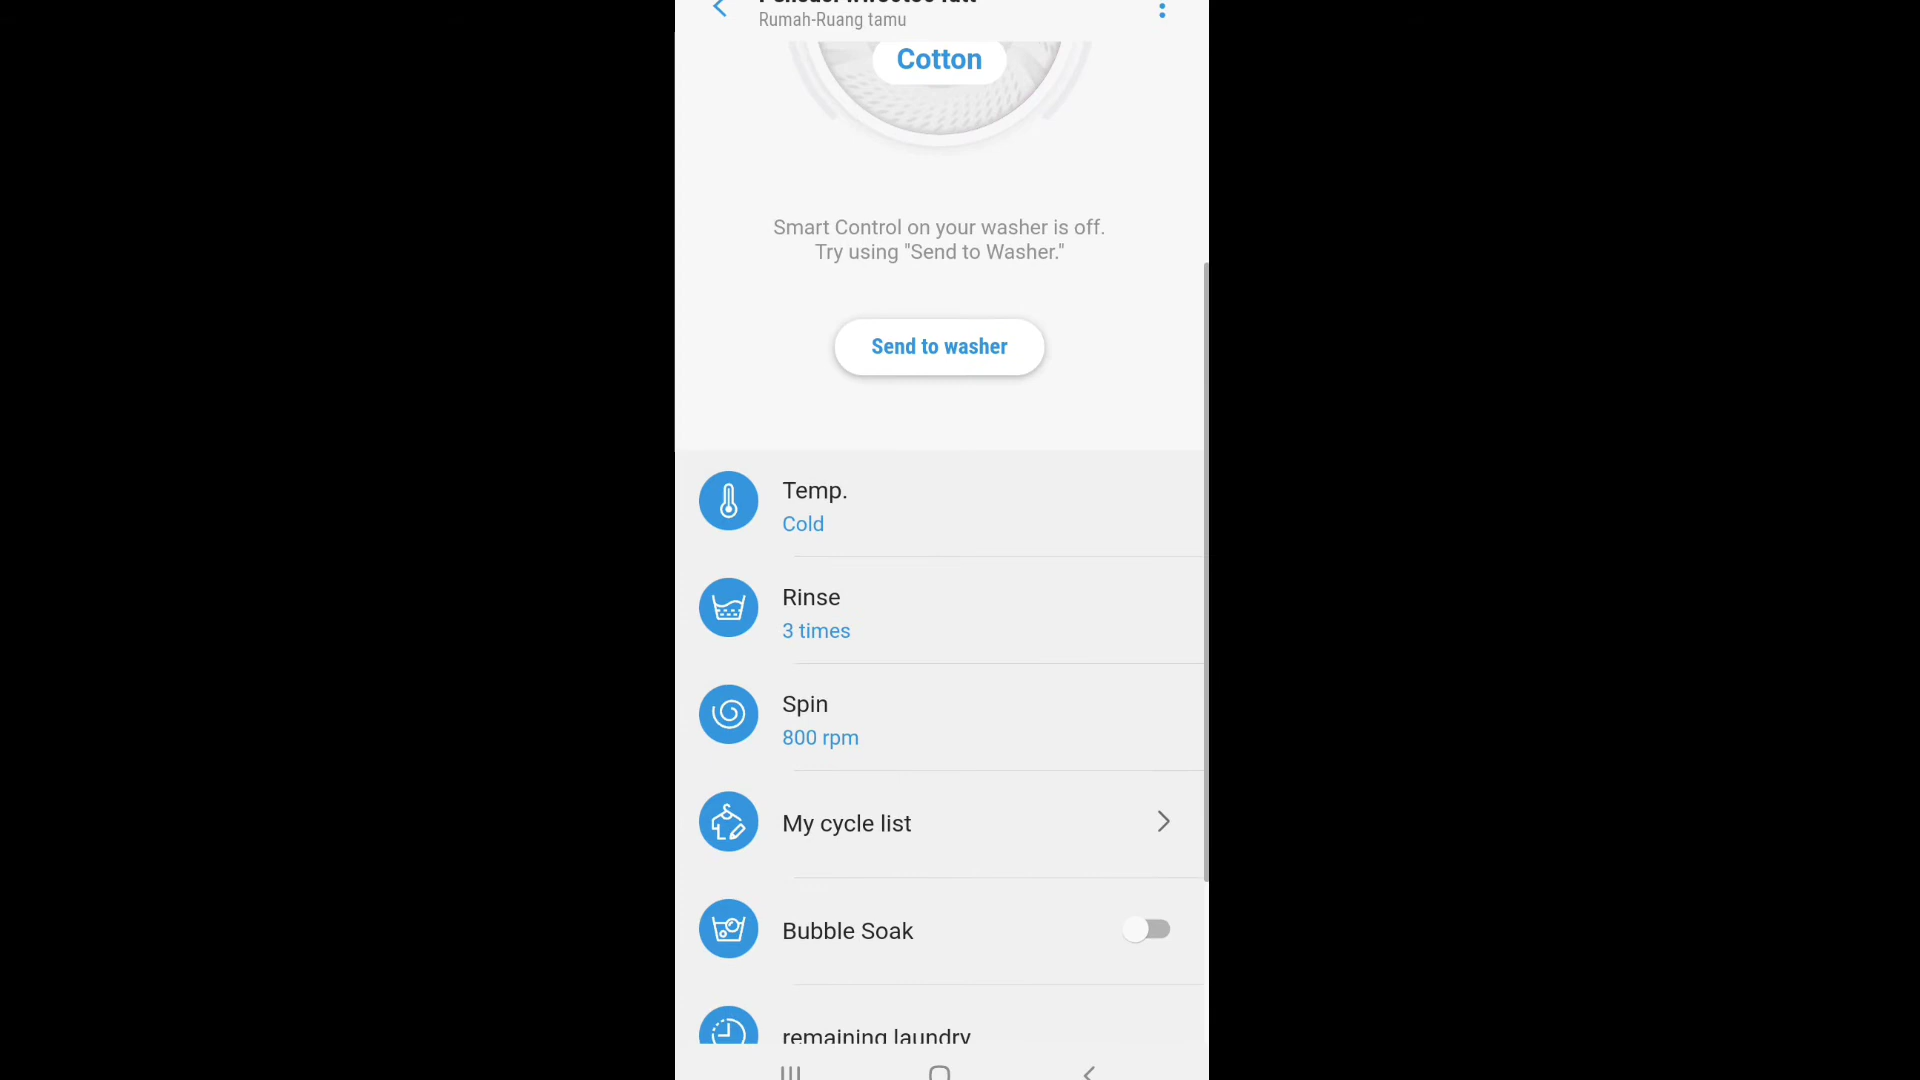 Rumah-Ruang tamu
Cotton
Smart Control on your washer is off.
Try using "Send to Washer."
Send to washer
Temp.
Cold
Rinse
3 times
Spin
800 rpm
My cycle list
Bubble Soak
remaining laundry